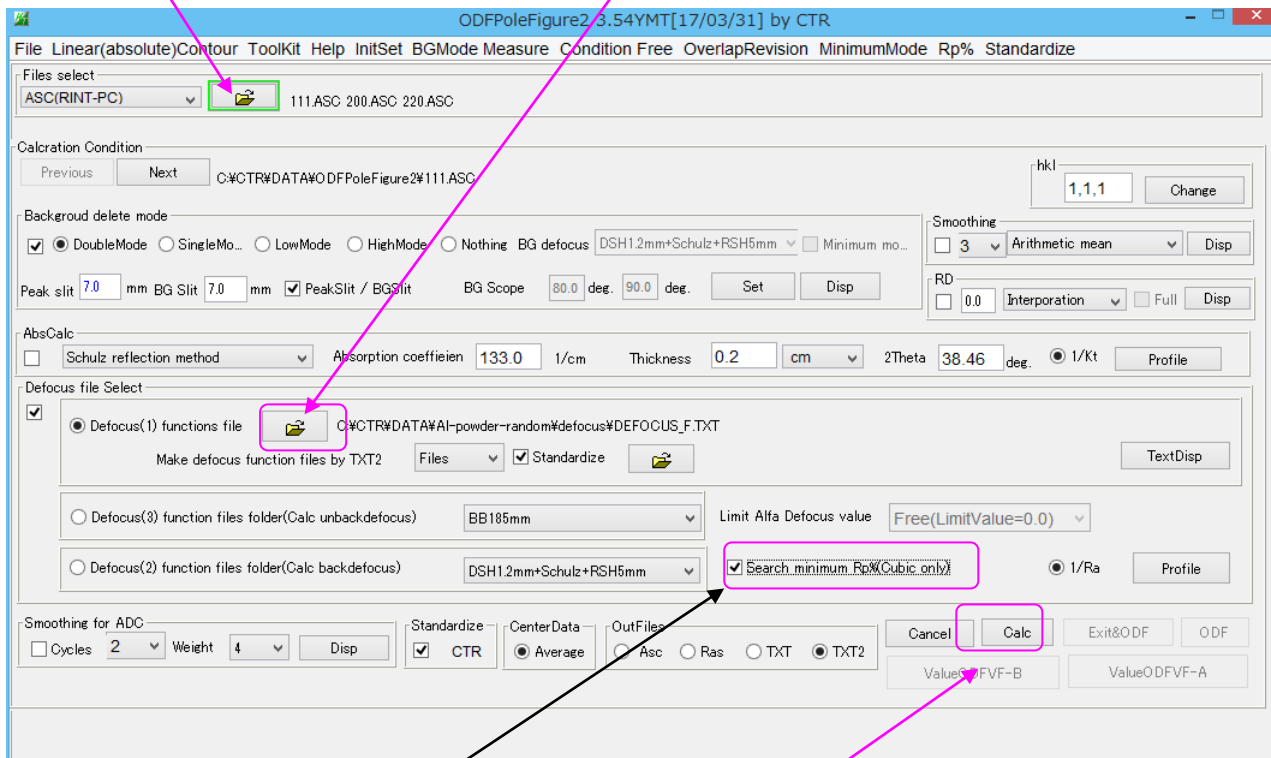 ODFPoleFigure2 3.54YMT[17/03/31] by CTR
File Linear(absolute)Contour ToolKit Help InitSet BGMode Measure Condition Free OverlapRevision MinimumMode Rp% Standardize
Files select
ASC(RINT-PC) 111.ASC 200.ASC 220.ASC
Calcration Condition
Previous Next C:¥CTR¥DATA¥ODFPoleFigure2¥111.ASC
hkl
1,1,1 Change
Backgroud delete mode
DoubleMode SingleMo... LowMode HighMode Nothing BG defocus DSH1.2mm+Schulz+RSH5mm Minimum mo...
Peak slit 7.0 mm BG Slit 7.0 mm PeakSlit / BGSlit BG Scope 80.0 deg. 90.0 deg. Set Disp
Smoothing
3 Arithmetic mean Disp
RD
0.0 Interporation Full Disp
AbsCalc
Schulz reflection method Absorption coeffieien 133.0 1/cm Thickness 0.2 cm 2Theta 38.46 deg. 1/Kt Profile
Defocus file Select
Defocus(1) functions file C:¥CTR¥DATA¥Al-powder-random¥defocus¥DEFOCUS_F.TXT
Make defocus function files by TXT2 Files Standardize TextDisp
Defocus(3) function files folder(Calc unbackdefocus) BB185mm Limit Alfa Defocus value Free(LimitValue=0.0)
Defocus(2) function files folder(Calc backdefocus) DSH1.2mm+Schulz+RSH5mm Search minimum Rp%(Cubic only) 1/Ra Profile
Smoothing for ADC
Cycles 2 Weight 4 Disp
Standardize
CTR
CenterData
Average
OutFiles
Asc Ras TXT TXT2
Cancel Calc Exit&ODF ODF
ValueODFVF-B ValueODFVF-A